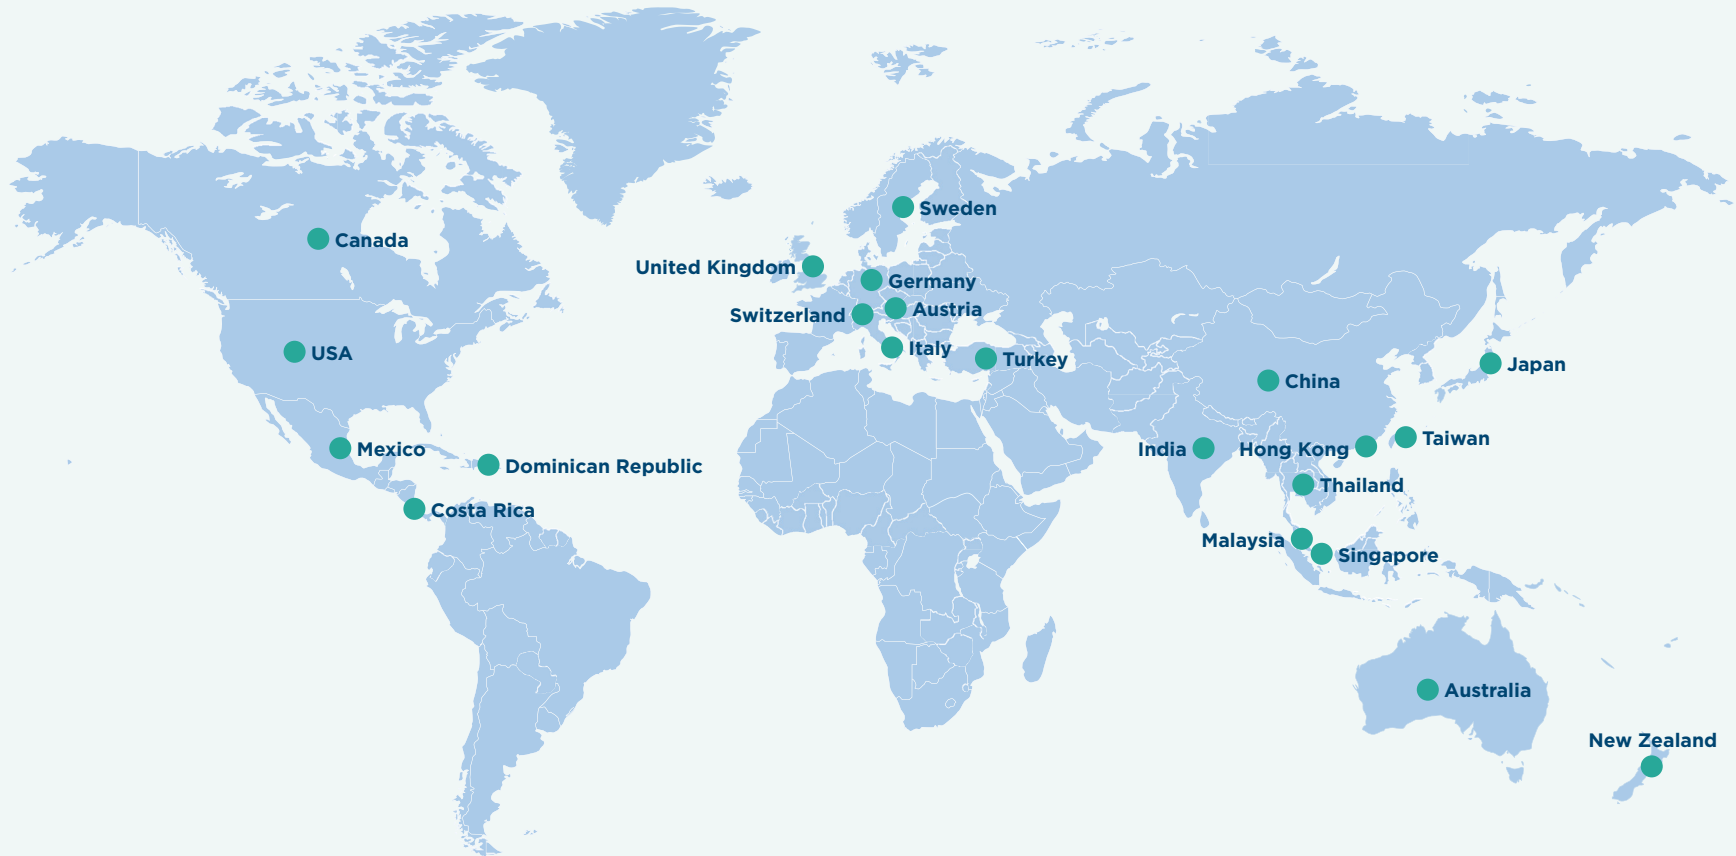 Sweden
Canada
United Kingdom
Germany
Austria
Switzerland
Italy
USA
Turkey
Japan
China
Taiwan
Mexico
India
Hong Kong
Dominican Republic
Thailand
Costa Rica
Malaysia
Singapore
Australia
New Zealand